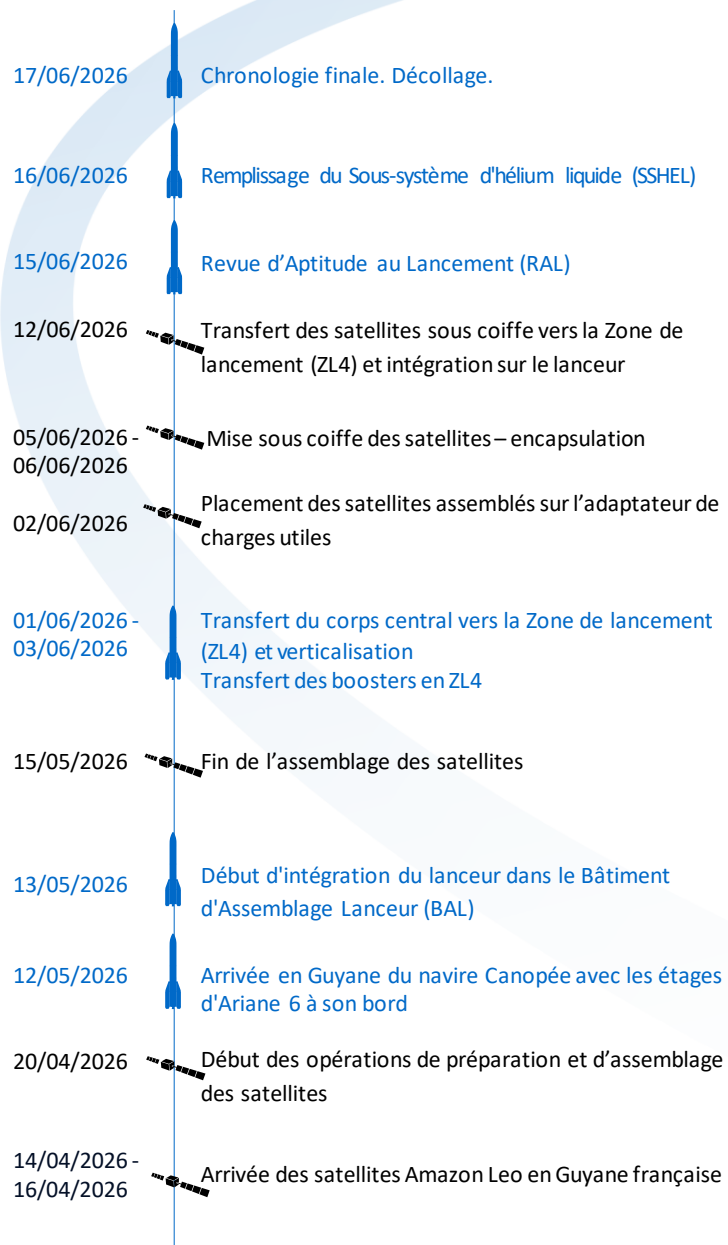 17/06/2026 Chronologie finale. Décollage.
16/06/2026 Remplissage du Sous-système d'hélium liquide (SSHEL)
15/06/2026 Revue d’Aptitude au Lancement (RAL)
12/06/2026 Transfert des satellites sous coiffe vers la Zone de
lancement (ZL4) et intégration sur le lanceur
05/06/2026 -
06/06/2026
Mise sous coiffe des satellites – encapsulation
02/06/2026
Placement des satellites assemblés sur l’adaptateur de
charges utiles
01/06/2026 -
03/06/2026
Transfert du corps central vers la Zone de lancement
(ZL4) et verticalisation
Transfert des boosters en ZL4
15/05/2026 Fin de l’assemblage des satellites
13/05/2026
Début d'intégration du lanceur dans le Bâtiment
d'Assemblage Lanceur (BAL)
12/05/2026 Arrivée en Guyane du navire Canopée avec les étages
d'Ariane 6 à son bord
20/04/2026 Début des opérations de préparation et d’assemblage
des satellites
14/04/2026 -
16/04/2026
Arrivée des satellites Amazon Leo en Guyane française